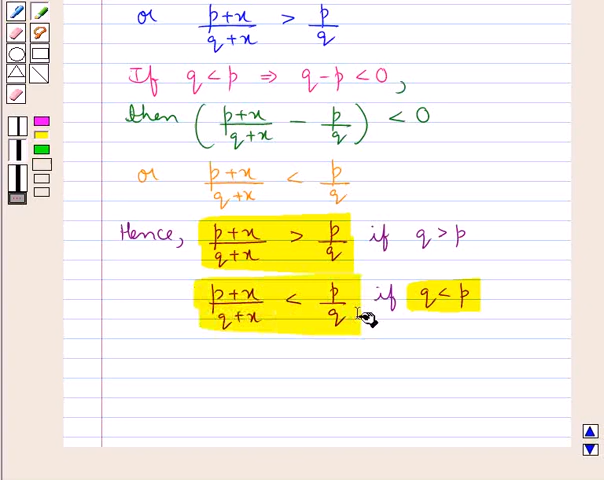 or (p+x)/(q+x) > p/q
If q < p ⇒ q-p < 0,
then ((p+x)/(q+x) - p/q) < 0
or (p+x)/(q+x) < p/q
Hence, (p+x)/(q+x) > p/q if q > p
(p+x)/(q+x) < p/q if q < p